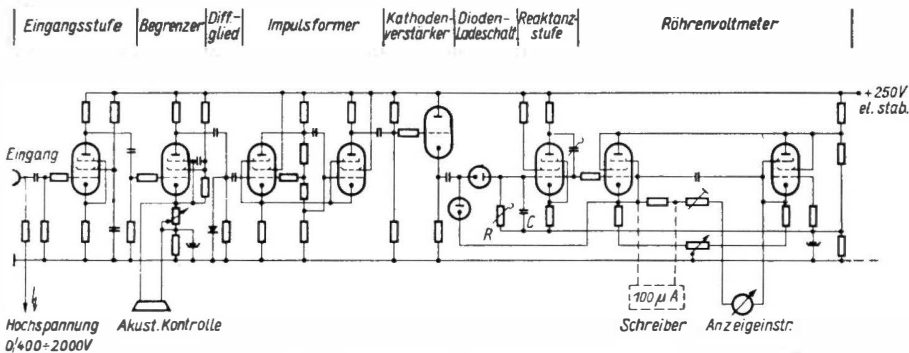 Eingangsstufe
Begrenzer
Diff.-
glied
Impulsformer
Kathoden-
verstärker
Dioden-
Ladeschalt.
Reaktanz-
stufe
Röhrenvoltmeter
+250V
el. stab.
Eingang
R
C
100 µA
Hochspannung
0/400÷2000V
Akust. Kontrolle
Schreiber
Anzeigeinstr.